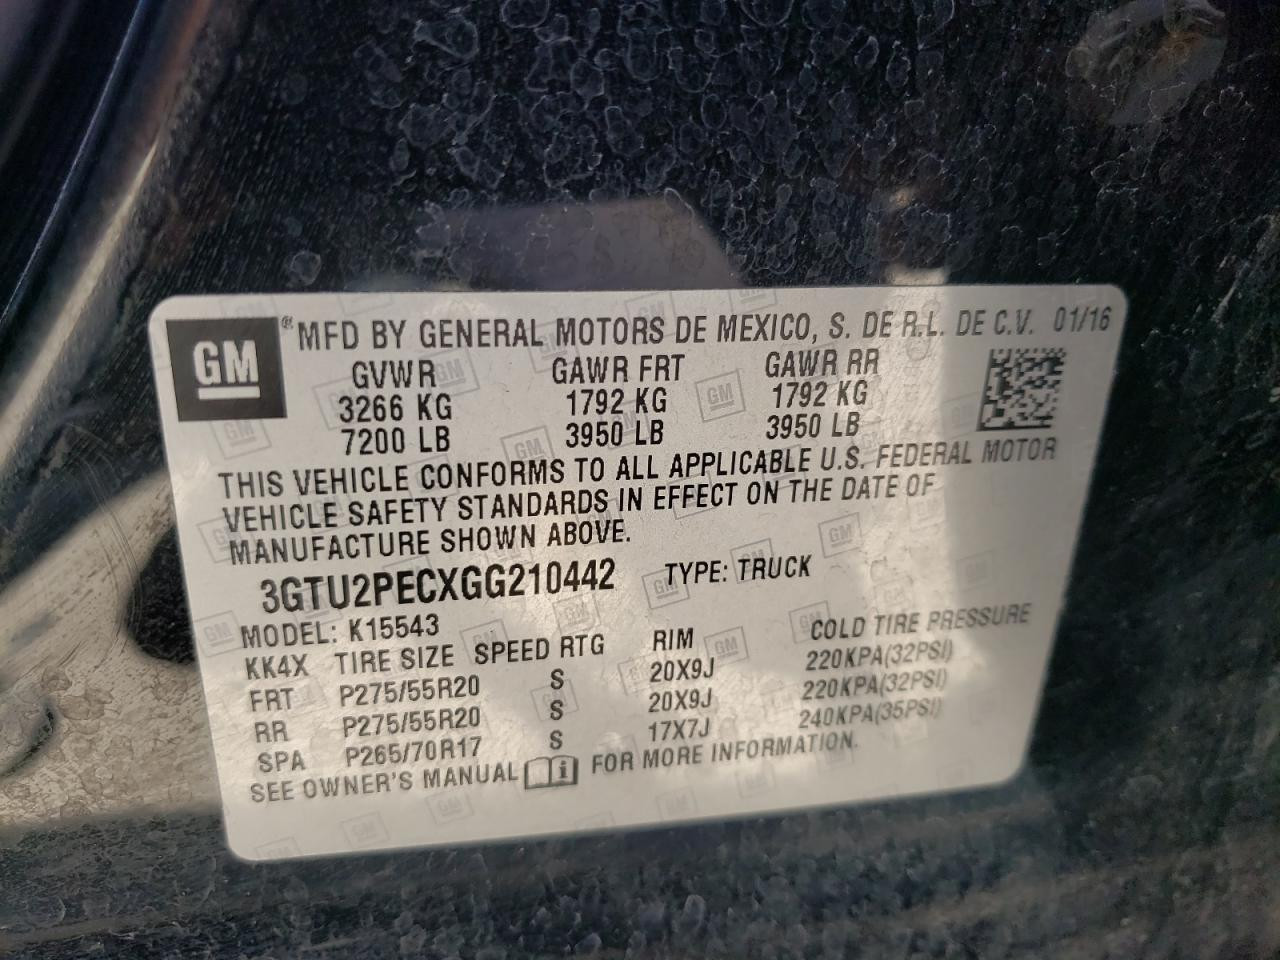 GM ® MFD BY GENERAL MOTORS DE MEXICO, S. DE R.L. DE C.V. 01/16
GVWR GAWR FRT GAWR RR
3266 KG 1792 KG 1792 KG
7200 LB 3950 LB 3950 LB
THIS VEHICLE CONFORMS TO ALL APPLICABLE U.S. FEDERAL MOTOR
VEHICLE SAFETY STANDARDS IN EFFECT ON THE DATE OF
MANUFACTURE SHOWN ABOVE.
3GTU2PECXGG210442 TYPE: TRUCK
MODEL: K15543
KK4X TIRE SIZE SPEED RTG RIM COLD TIRE PRESSURE
FRT P275/55R20 S 20X9J 220KPA(32PSI)
RR P275/55R20 S 20X9J 220KPA(32PSI)
SPA P265/70R17 S 17X7J 240KPA(35PSI)
SEE OWNER'S MANUAL i FOR MORE INFORMATION.